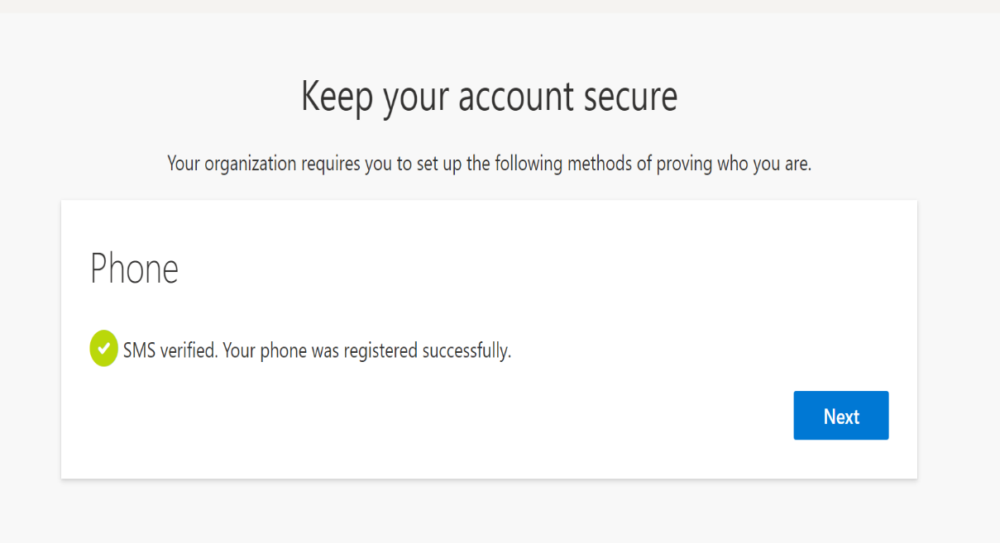 Keep your account secure
Your organization requires you to set up the following methods of proving who you are.
Phone
SMS verified. Your phone was registered successfully.
Next